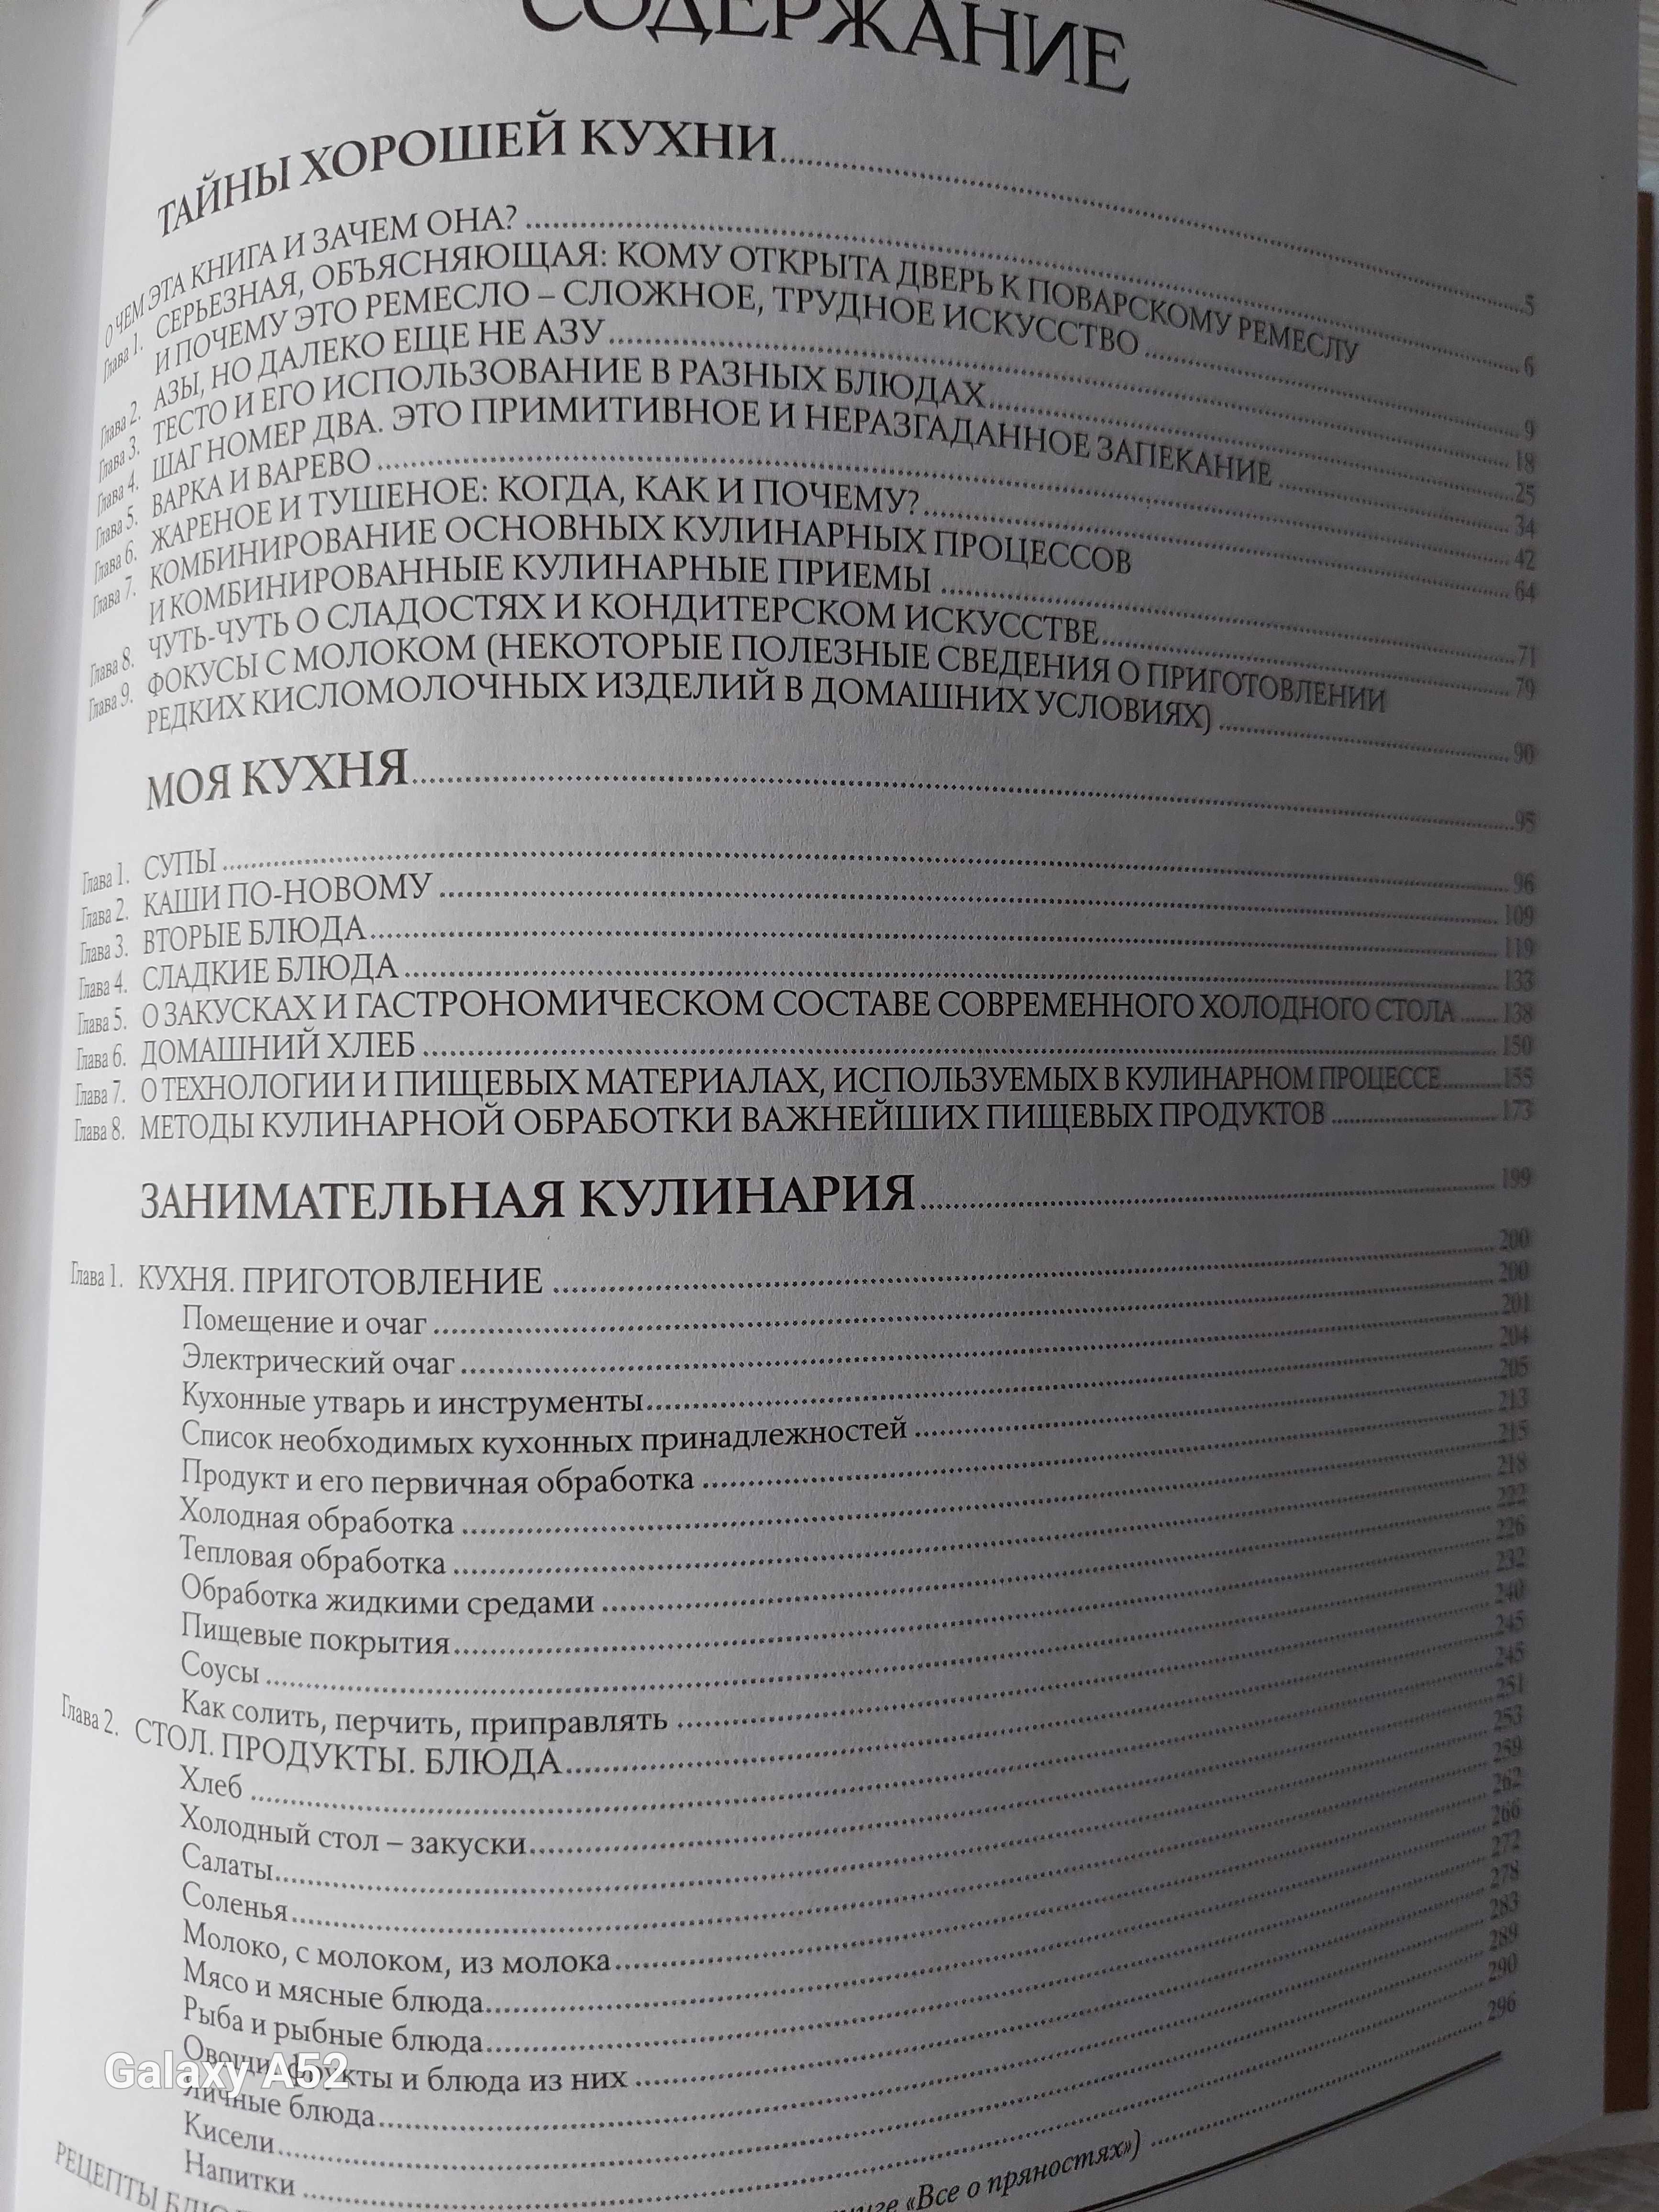 СОДЕРЖАНИЕ
ТАЙНЫ ХОРОШЕЙ КУХНИ 5
О ЧЕМ ЭТА КНИГА И ЗАЧЕМ ОНА? 6
Глава 1. СЕРЬЕЗНАЯ, ОБЪЯСНЯЮЩАЯ: КОМУ ОТКРЫТА ДВЕРЬ К ПОВАРСКОМУ РЕМЕСЛУ
И ПОЧЕМУ ЭТО РЕМЕСЛО – СЛОЖНОЕ, ТРУДНОЕ ИСКУССТВО 9
Глава 2. АЗЫ, НО ДАЛЕКО ЕЩЕ НЕ АЗУ 18
Глава 3. ТЕСТО И ЕГО ИСПОЛЬЗОВАНИЕ В РАЗНЫХ БЛЮДАХ 25
Глава 4. ШАГ НОМЕР ДВА. ЭТО ПРИМИТИВНОЕ И НЕРАЗГАДАННОЕ ЗАПЕКАНИЕ 34
Глава 5. ВАРКА И ВАРЕВО 42
Глава 6. ЖАРЕНОЕ И ТУШЕНОЕ: КОГДА, КАК И ПОЧЕМУ? 64
Глава 7. КОМБИНИРОВАНИЕ ОСНОВНЫХ КУЛИНАРНЫХ ПРОЦЕССОВ
И КОМБИНИРОВАННЫЕ КУЛИНАРНЫЕ ПРИЕМЫ 71
Глава 8. ЧУТЬ-ЧУТЬ О СЛАДОСТЯХ И КОНДИТЕРСКОМ ИСКУССТВЕ 79
Глава 9. ФОКУСЫ С МОЛОКОМ (НЕКОТОРЫЕ ПОЛЕЗНЫЕ СВЕДЕНИЯ О ПРИГОТОВЛЕНИИ
РЕДКИХ КИСЛОМОЛОЧНЫХ ИЗДЕЛИЙ В ДОМАШНИХ УСЛОВИЯХ) 90
МОЯ КУХНЯ 95
Глава 1. СУПЫ 96
Глава 2. КАШИ ПО-НОВОМУ 109
Глава 3. ВТОРЫЕ БЛЮДА 119
Глава 4. СЛАДКИЕ БЛЮДА 133
Глава 5. О ЗАКУСКАХ И ГАСТРОНОМИЧЕСКОМ СОСТАВЕ СОВРЕМЕННОГО ХОЛОДНОГО СТОЛА 138
Глава 6. ДОМАШНИЙ ХЛЕБ 150
Глава 7. О ТЕХНОЛОГИИ И ПИЩЕВЫХ МАТЕРИАЛАХ, ИСПОЛЬЗУЕМЫХ В КУЛИНАРНОМ ПРОЦЕССЕ 155
Глава 8. МЕТОДЫ КУЛИНАРНОЙ ОБРАБОТКИ ВАЖНЕЙШИХ ПИЩЕВЫХ ПРОДУКТОВ 173
ЗАНИМАТЕЛЬНАЯ КУЛИНАРИЯ 199
Глава 1. КУХНЯ. ПРИГОТОВЛЕНИЕ 200
Помещение и очаг 200
Электрический очаг 201
Кухонные утварь и инструменты 204
Список необходимых кухонных принадлежностей 205
Продукт и его первичная обработка 213
Холодная обработка 215
Тепловая обработка 218
Обработка жидкими средами 222
Пищевые покрытия 226
Соусы 232
Как солить, перчить, приправлять 240
Глава 2. СТОЛ. ПРОДУКТЫ. БЛЮДА 245
Хлеб 245
Холодный стол – закуски 251
Салаты 253
Соленья 259
Молоко, с молоком, из молока 262
Мясо и мясные блюда 266
Рыба и рыбные блюда 272
Овощи, фрукты и блюда из них 278
Яичные блюда 283
Кисели 289
Напитки 290
РЕЦЕПТЫ «Все о пряностях») 296
Galaxy A52